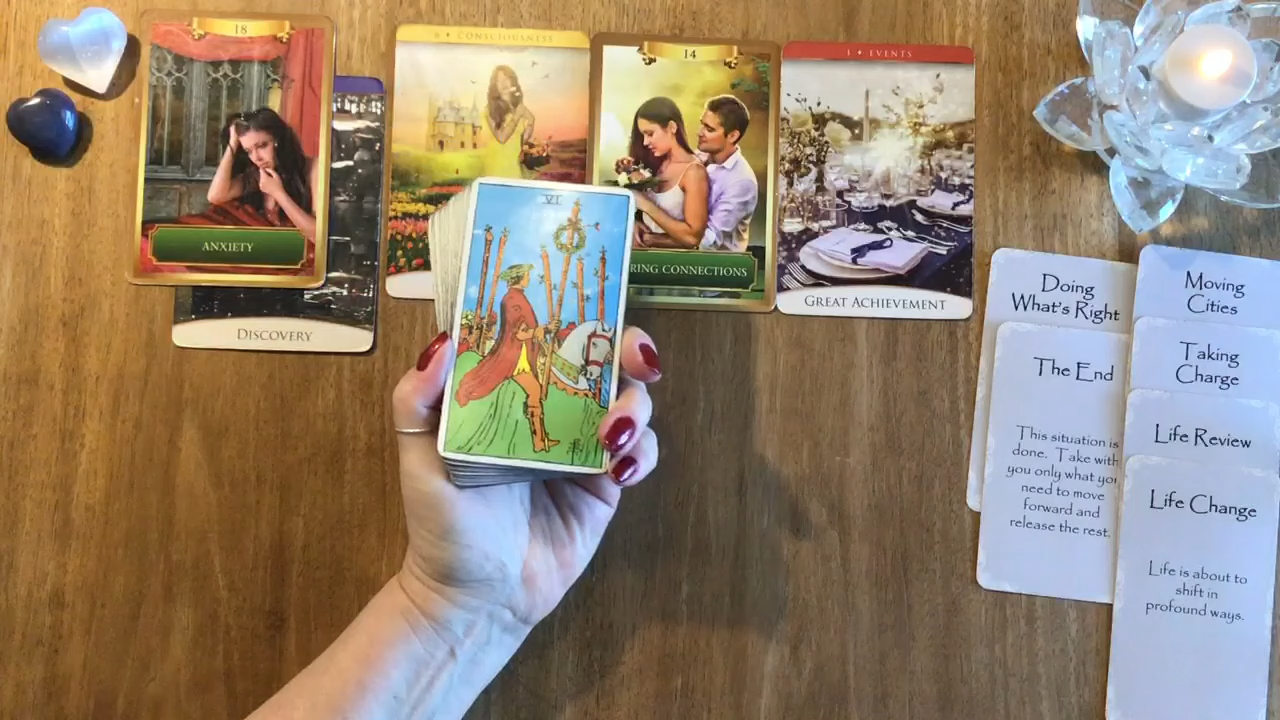 18
ANXIETY
DISCOVERY
6 • CONSCIOUSNESS
VI
14
RING CONNECTIONS
1 • EVENTS
GREAT ACHIEVEMENT
Doing
What's Right
The End
This situation is
done. Take with
you only what you
need to move
forward and
release the rest.
Moving
Cities
Taking
Charge
Life Review
Life Change
Life is about to
shift in
profound ways.